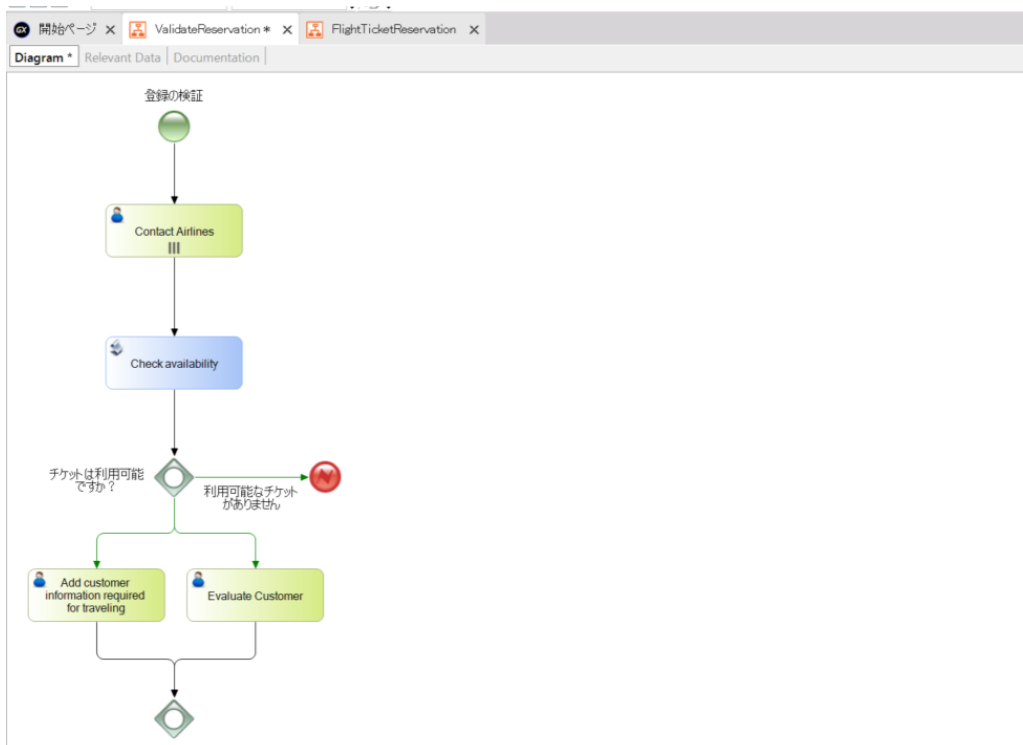 GX 開始ページ × ValidateReservation * × FlightTicketReservation ×
Diagram * Relevant Data Documentation
登録の検証
Contact Airlines
Check availability
チケットは利用可能
ですか？
利用可能なチケット
がありません
Add customer
information required
for traveling
Evaluate Customer